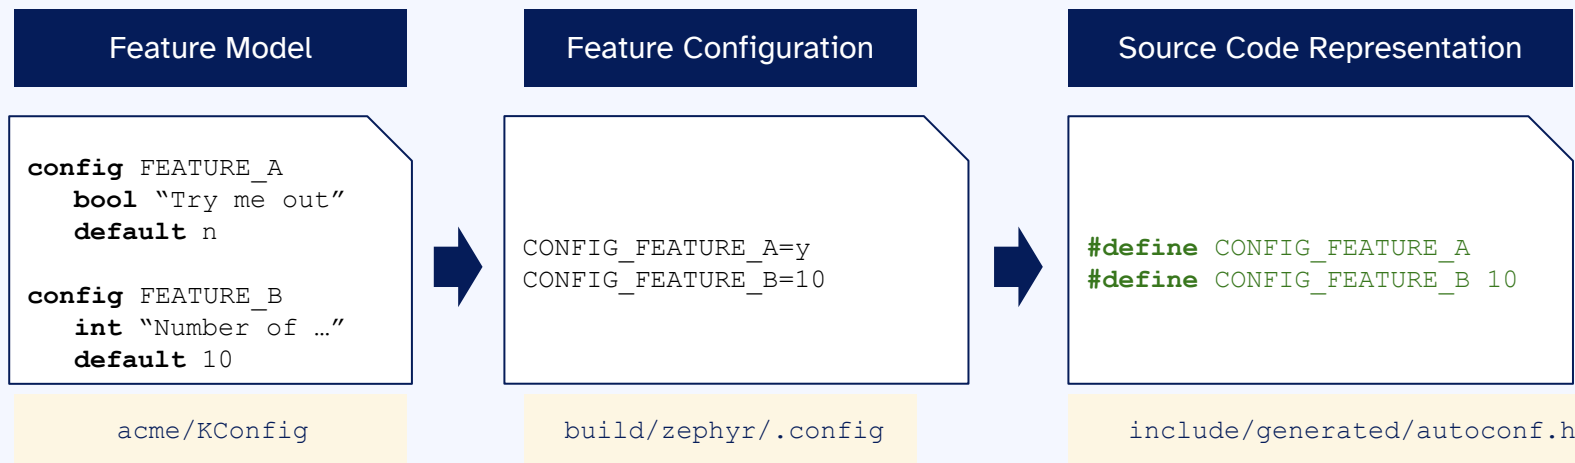 Feature Model
config FEATURE_A
bool “Try me out”
default n
config FEATURE_B
int “Number of …”
default 10
acme/KConfig
Feature Configuration
CONFIG_FEATURE_A=y
CONFIG_FEATURE_B=10
build/zephyr/.config
Source Code Representation
#define CONFIG_FEATURE_A
#define CONFIG_FEATURE_B 10
include/generated/autoconf.h